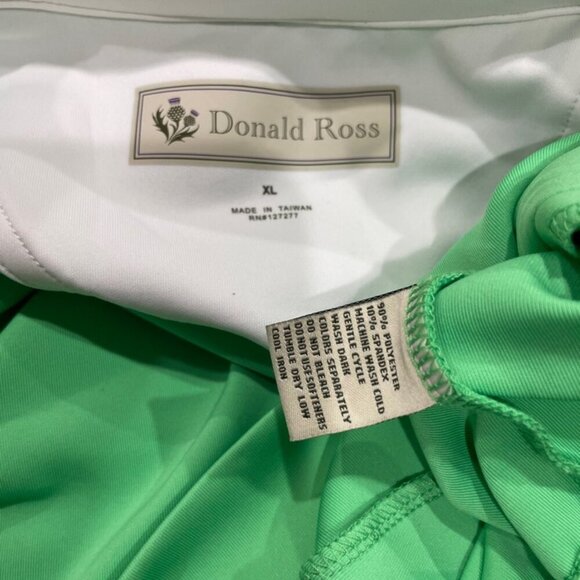 Donald Ross
XL
MADE IN TAIWAN
RN#127277
90% POLYESTER
10% SPANDEX
MACHINE WASH COLD
GENTLE CYCLE
WASH DARK
COLORS SEPARATELY
DO NOT BLEACH
DO NOT USE SOFTENERS
TUMBLE DRY LOW
COOL IRON